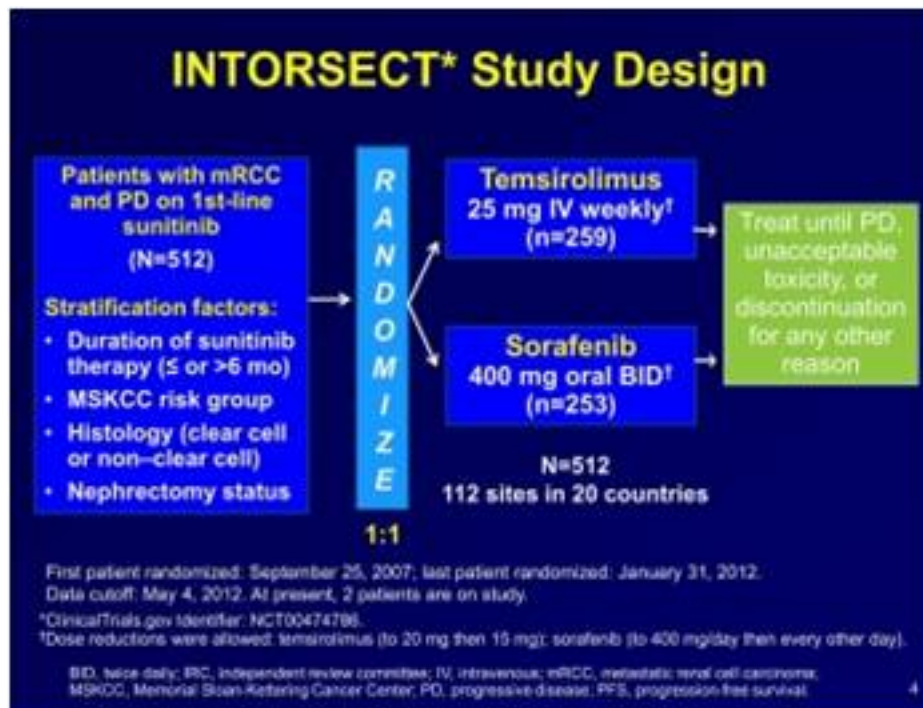 INTORSECT* Study Design
Patients with mRCC
and PD on 1st-line
sunitinib
(N=512)
Stratification factors:
• Duration of sunitinib
therapy (≤ or >6 mo)
• MSKCC risk group
• Histology (clear cell
or non–clear cell)
• Nephrectomy status
RANDOMIZE
1:1
Temsirolimus
25 mg IV weekly†
(n=259)
Sorafenib
400 mg oral BID†
(n=253)
N=512
112 sites in 20 countries
Treat until PD,
unacceptable
toxicity, or
discontinuation
for any other
reason
First patient randomized: September 25, 2007; last patient randomized: January 31, 2012.
Data cutoff: May 4, 2012. At present, 2 patients are on study.
*ClinicalTrials.gov Identifier: NCT00474786.
†Dose reductions were allowed: temsirolimus (to 20 mg then 15 mg); sorafenib (to 400 mg/day then every other day).
BID, twice daily; IRC, independent review committee; IV, intravenous; mRCC, metastatic renal cell carcinoma;
MSKCC, Memorial Sloan-Kettering Cancer Center; PD, progressive disease; PFS, progression-free survival.
4